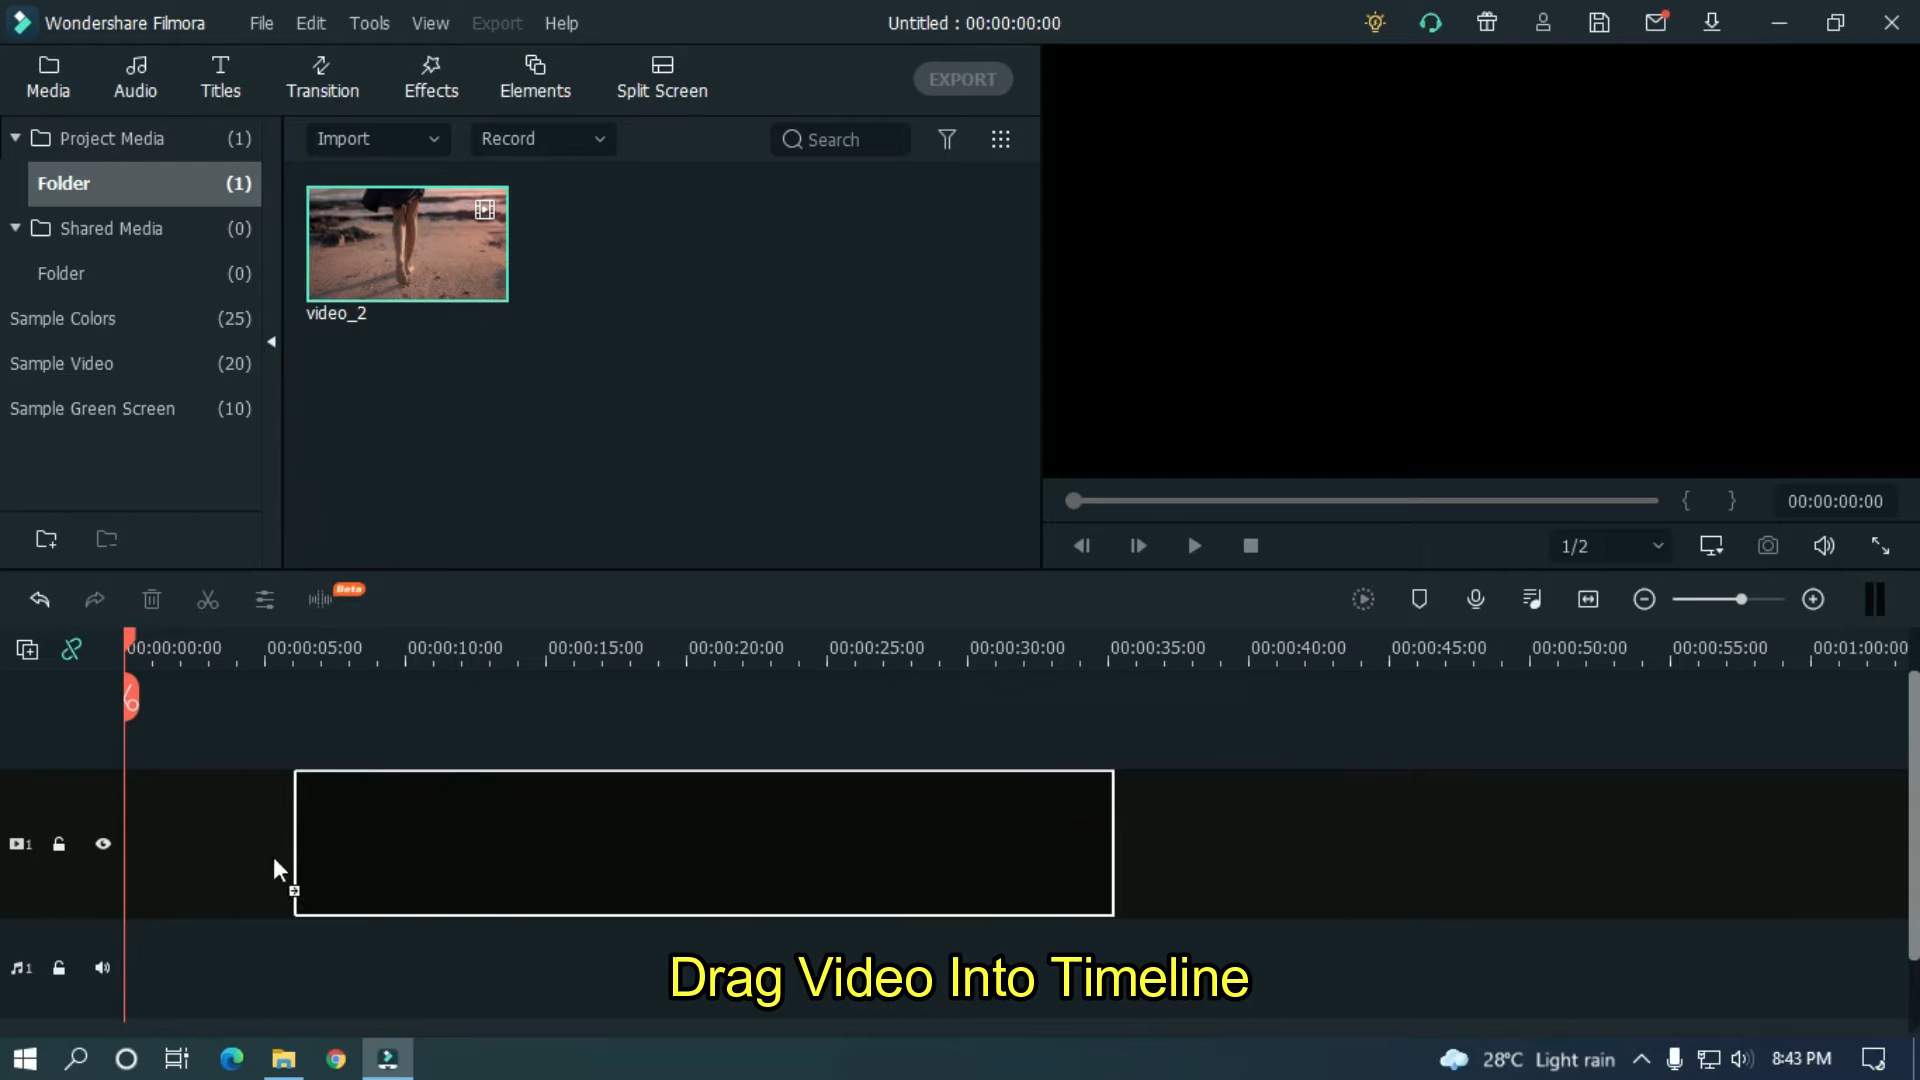 Wondershare Filmora File Edit Tools View Export Help Untitled : 00:00:00:00
Media Audio Titles Transition Effects Elements Split Screen EXPORT
Project Media (1) Import Record Search
Folder (1)
Shared Media (0)
Folder (0)
video_2
Sample Colors (25)
Sample Video (20)
Sample Green Screen (10)
{ } 00:00:00:00
1/2
Beta
00:00:00:00 00:00:05:00 00:00:10:00 00:00:15:00 00:00:20:00 00:00:25:00 00:00:30:00 00:00:35:00 00:00:40:00 00:00:45:00 00:00:50:00 00:00:55:00 00:01:00:00
1
1
Drag Video Into Timeline
28°C Light rain 8:43 PM